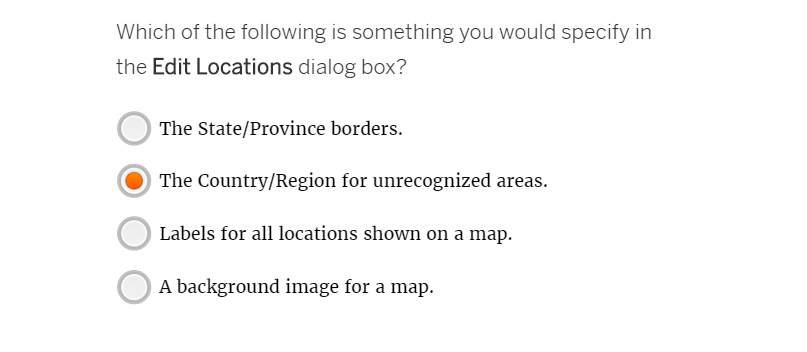 Which of the following is something you would specify in
the Edit Locations dialog box?
The State/Province borders.
The Country/Region for unrecognized areas.
Labels for all locations shown on a map.
A background image for a map.